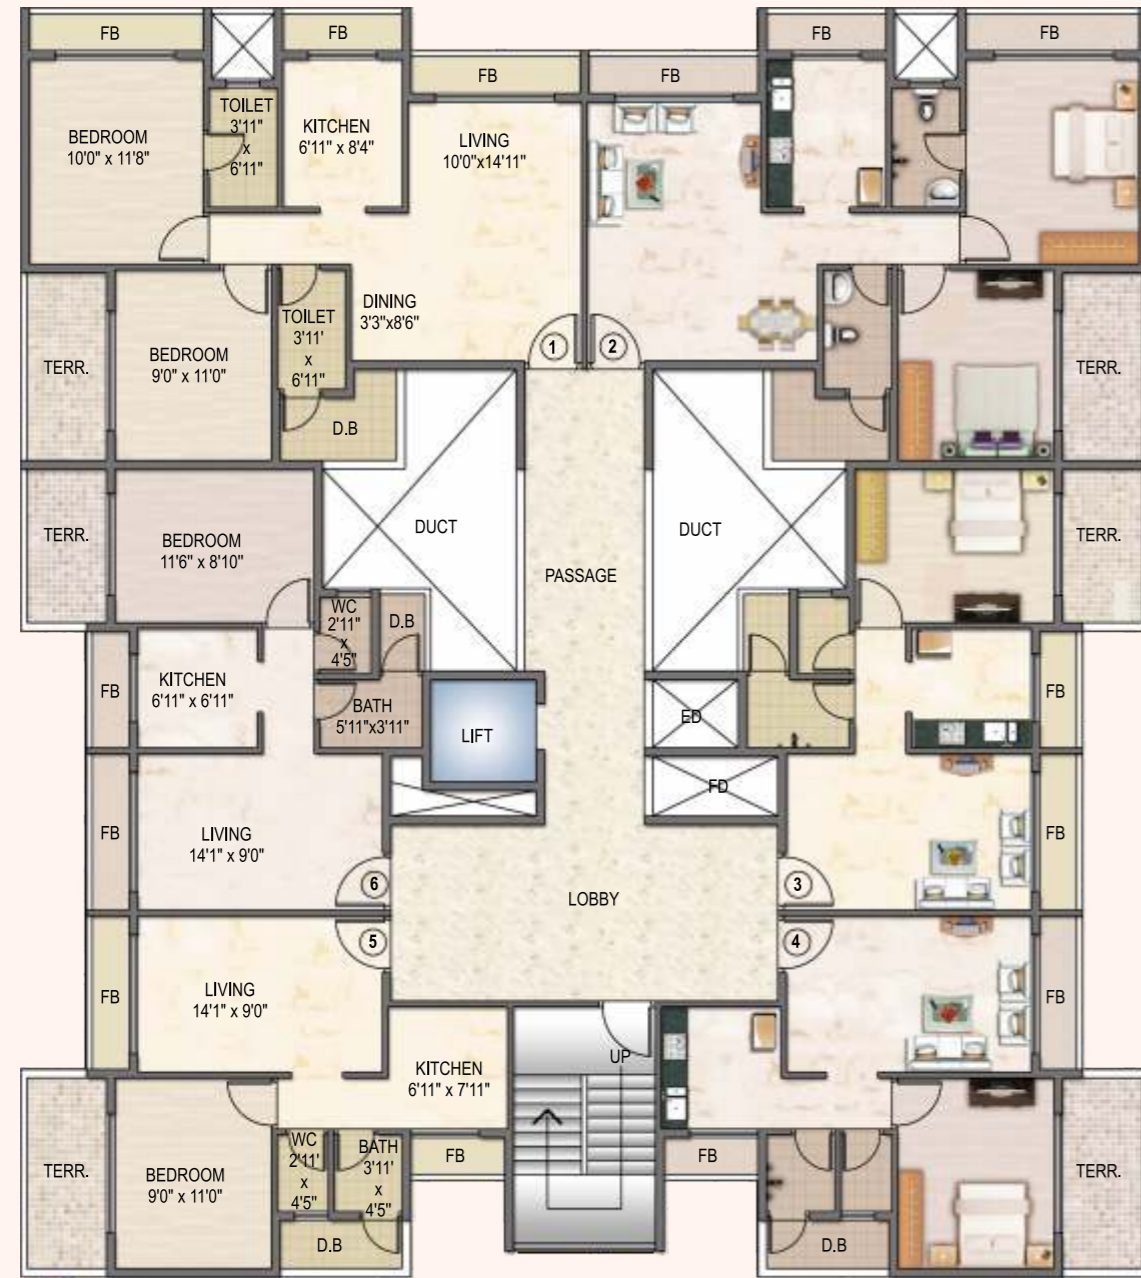 FB
FB
FB
FB
FB
FB
TOILET
3'11"
x
6'11"
BEDROOM
10'0" x 11'8"
KITCHEN
6'11" x 8'4"
LIVING
10'0"x14'11"
DINING
3'3"x8'6"
TOILET
3'11'
x
6'11"
1
2
BEDROOM
9'0" x 11'0"
TERR.
TERR.
D.B
DUCT
DUCT
TERR.
TERR.
BEDROOM
11'6" x 8'10"
PASSAGE
WC
2'11"
x
4'5"
D.B
KITCHEN
6'11" x 6'11"
FB
FB
BATH
5'11"x3'11"
LIFT
ED
FD
FB
FB
LIVING
14'1" x 9'0"
6
3
LOBBY
5
4
FB
FB
LIVING
14'1" x 9'0"
UP
KITCHEN
6'11" x 7'11"
WC
2'11'
x
4'5"
BATH
3'11'
x
4'5"
FB
FB
TERR.
TERR.
BEDROOM
9'0" x 11'0"
D.B
D.B